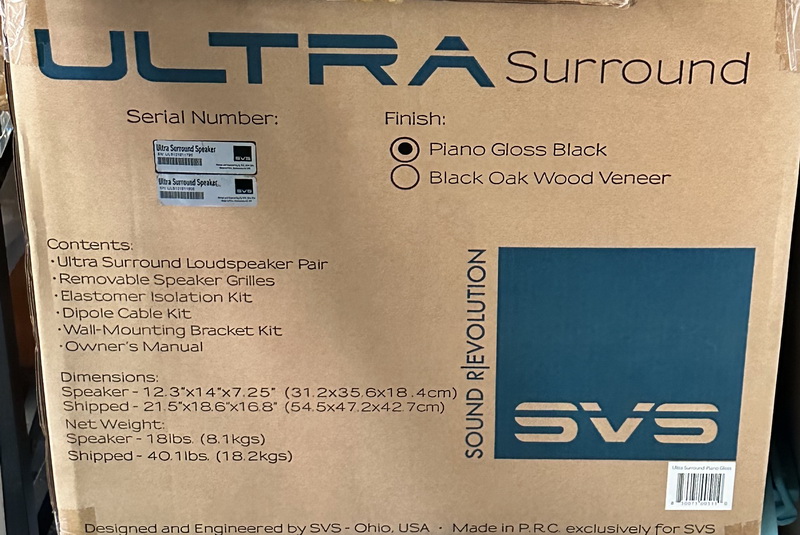 ULTRA Surround
Serial Number:
Finish:
Ultra Surround Speaker
SVS
Ultra Surround Speaker
SVS
Piano Gloss Black
Black Oak Wood Veneer
Contents:
·Ultra Surround Loudspeaker Pair
·Removable Speaker Grilles
·Elastomer Isolation Kit
·Dipole Cable Kit
·Wall-Mounting Bracket Kit
·Owner's Manual
Dimensions:
Speaker - 12.3"x14"x7.25" (31.2x35.6x18.4cm)
Shipped - 21.5"x18.6"x16.8" (54.5x47.2x42.7cm)
Net Weight:
Speaker - 18lbs. (8.1kgs)
Shipped - 40.1lbs. (18.2kgs)
SOUND R|EVOLUTION
SVS
Ultra Surround Piano Gloss
Designed and Engineered by SVS - Ohio, USA · Made in P.R.C. exclusively for SVS